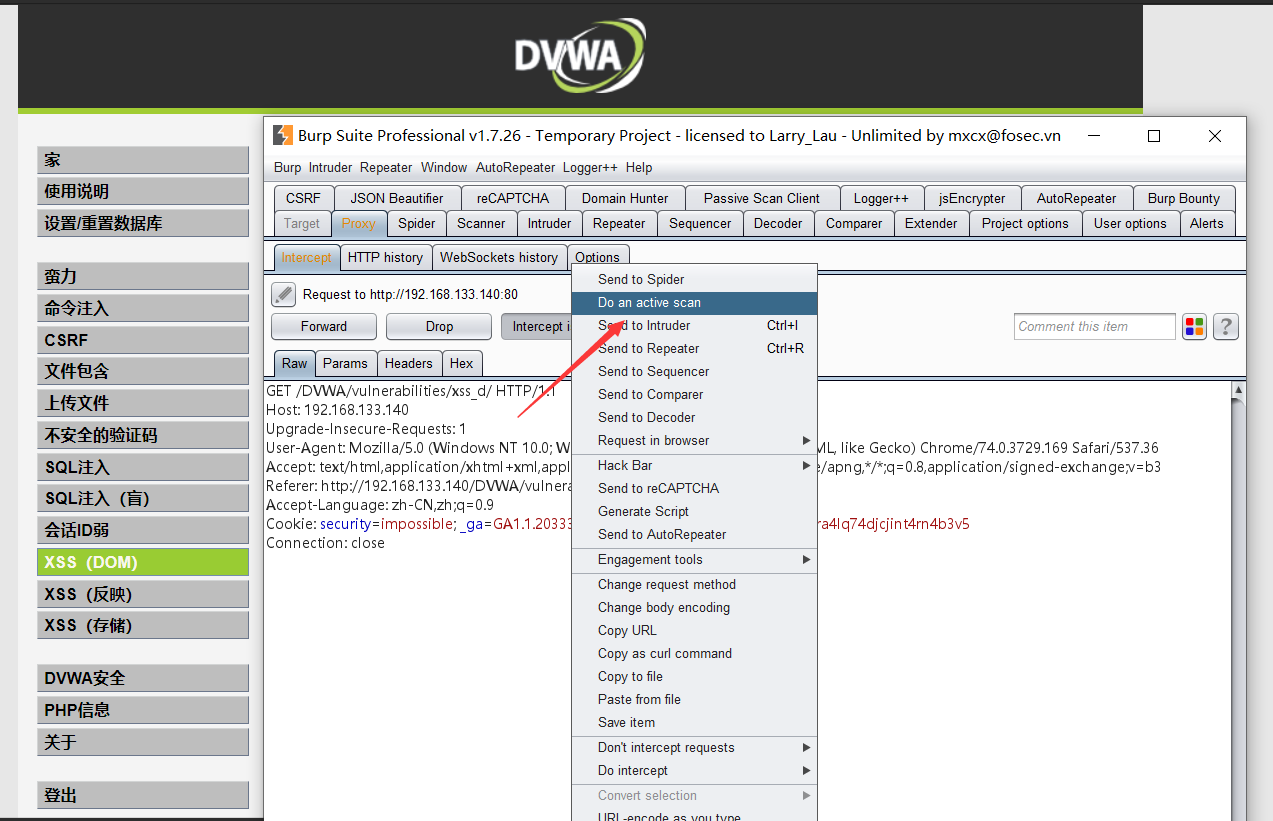 DVWA
家
使用说明
设置/重置数据库
蛮力
命令注入
CSRF
文件包含
上传文件
不安全的验证码
SQL注入
SQL注入（盲）
会话ID弱
XSS（DOM）
XSS（反映）
XSS（存储）
DVWA安全
PHP信息
关于
登出
Burp Suite Professional v1.7.26 - Temporary Project - licensed to Larry_Lau - Unlimited by mxcx@fosec.vn
Burp Intruder Repeater Window AutoRepeater Logger++ Help
CSRF JSON Beautifier reCAPTCHA Domain Hunter Passive Scan Client Logger++ jsEncrypter AutoRepeater Burp Bounty
Target Proxy Spider Scanner Intruder Repeater Sequencer Decoder Comparer Extender Project options User options Alerts
Intercept HTTP history WebSockets history Options
Request to http://192.168.133.140:80
Forward Drop Intercept i Comment this item ?
Raw Params Headers Hex
GET /DVWA/vulnerabilities/xss_d/ HTTP/1.1
Host: 192.168.133.140
Upgrade-Insecure-Requests: 1
User-Agent: Mozilla/5.0 (Windows NT 10.0; W ML, like Gecko) Chrome/74.0.3729.169 Safari/537.36
Accept: text/html,application/xhtml+xml,appl e/apng,*/*;q=0.8,application/signed-exchange;v=b3
Referer: http://192.168.133.140/DVWA/vulnera
Accept-Language: zh-CN,zh;q=0.9
Cookie: security=impossible; _ga=GA1.1.20333 ra4lq74djcjint4rn4b3v5
Connection: close
Send to Spider
Do an active scan
Send to Intruder Ctrl+I
Send to Repeater Ctrl+R
Send to Sequencer
Send to Comparer
Send to Decoder
Request in browser
Hack Bar
Send to reCAPTCHA
Generate Script
Send to AutoRepeater
Engagement tools
Change request method
Change body encoding
Copy URL
Copy as curl command
Copy to file
Paste from file
Save item
Don't intercept requests
Do intercept
Convert selection
URL-encode as you type